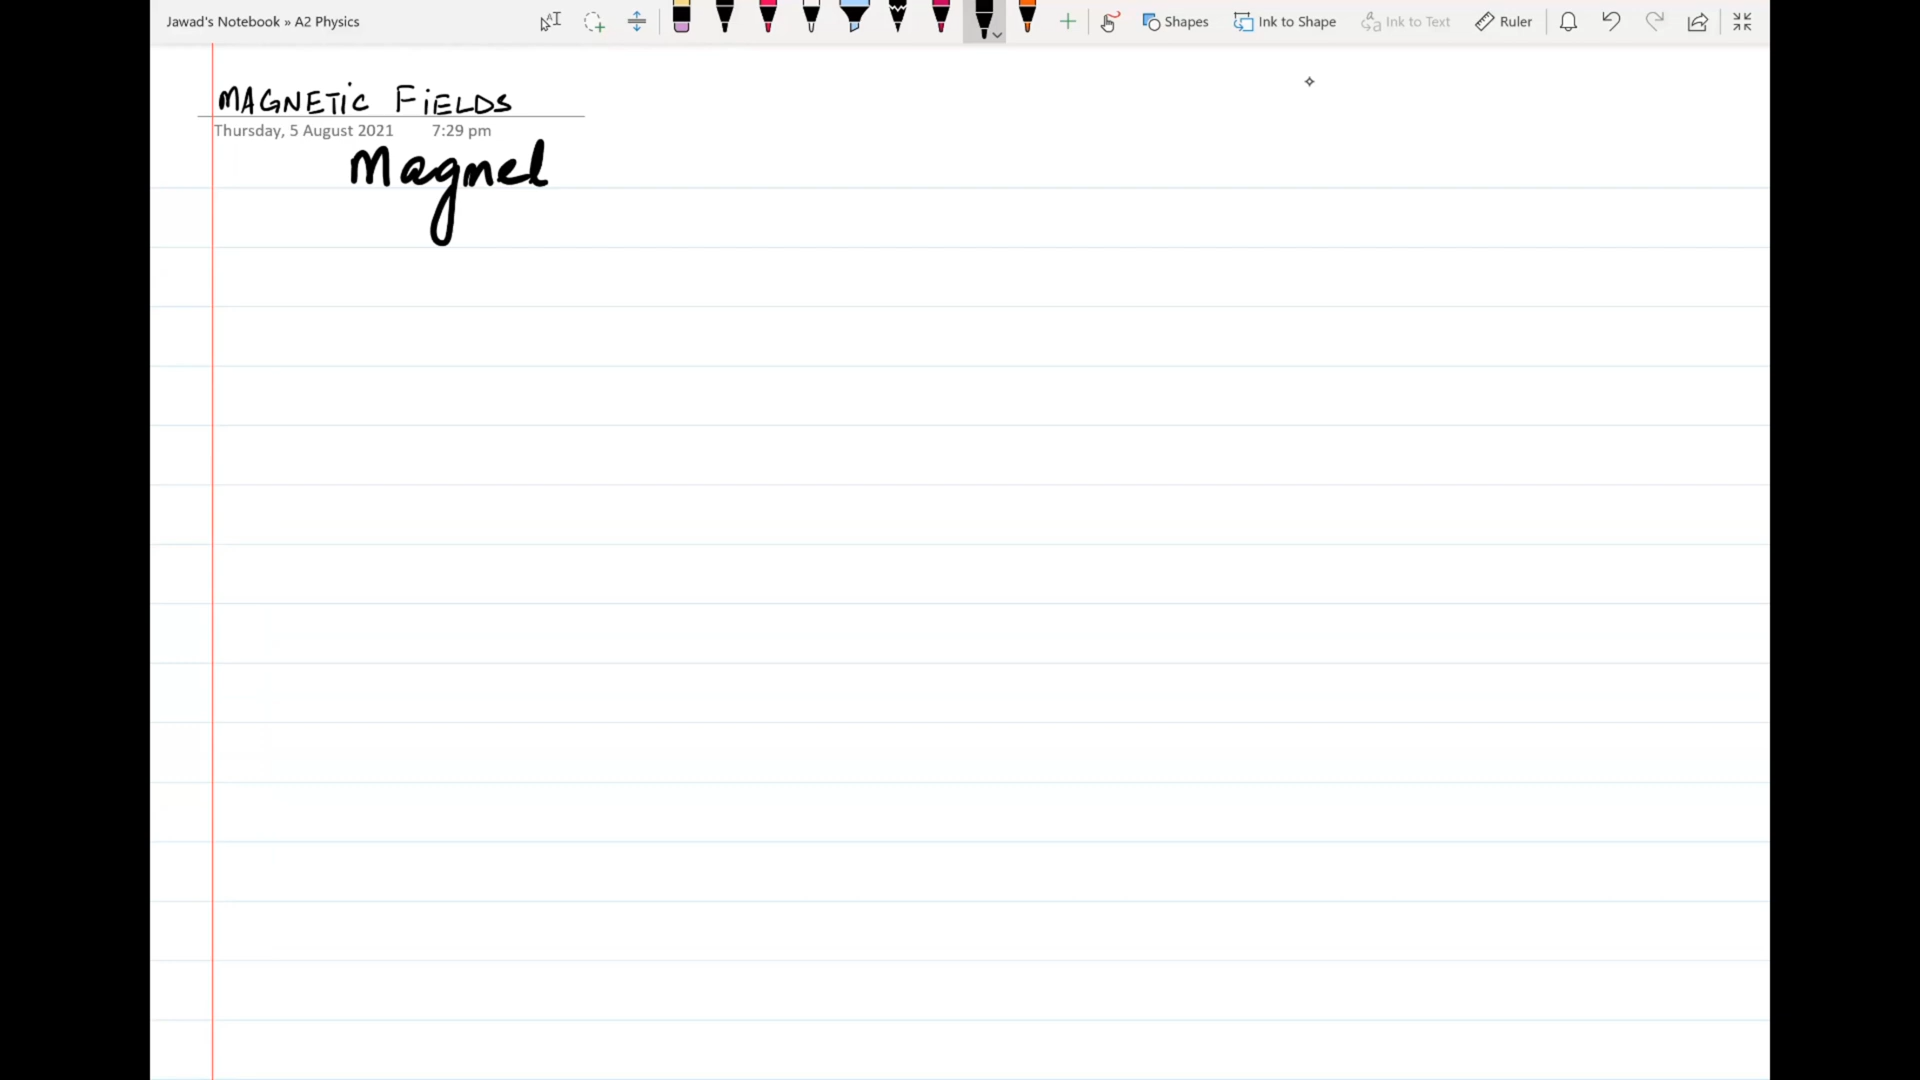 Jawad's Notebook » A2 Physics Shapes Ink to Shape Ink to Text Ruler
MAGNETIC FiELDS
Thursday, 5 August 2021 7:29 pm
Magnel